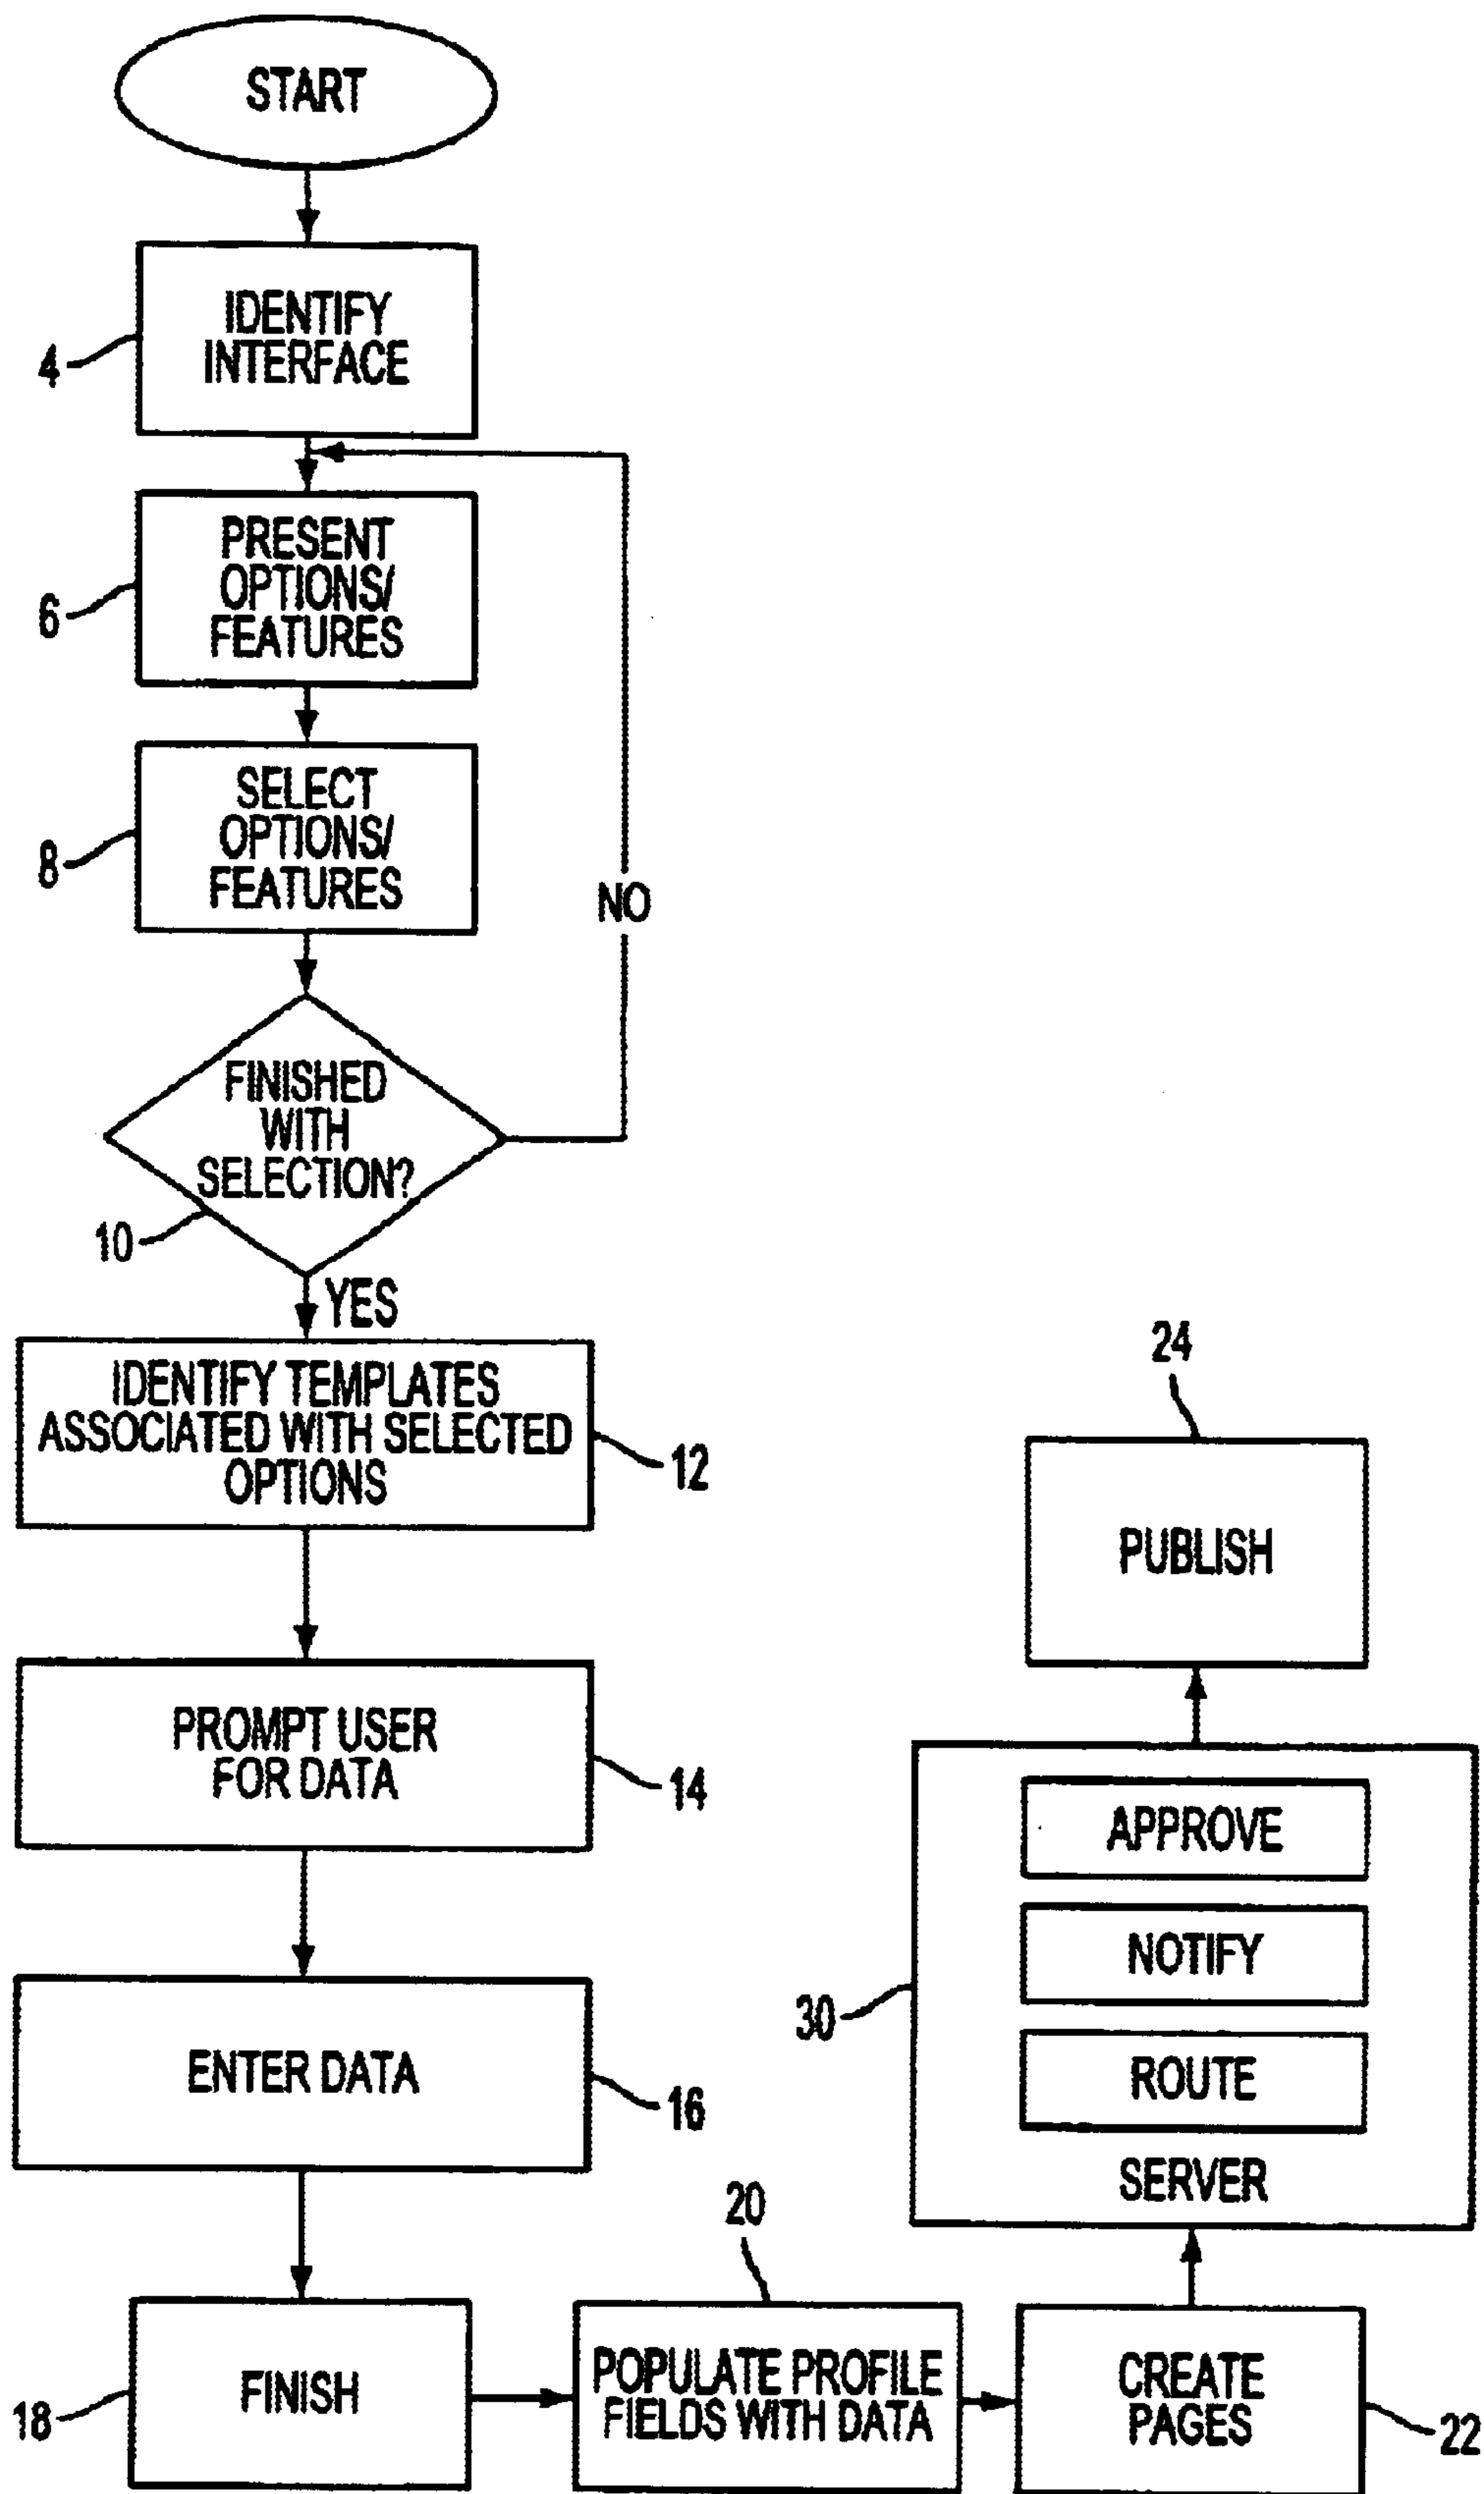 START
IDENTIFY
INTERFACE
4
PRESENT
OPTIONS/
FEATURES
6
SELECT
OPTIONS/
FEATURES
8
NO
FINISHED
WITH
SELECTION?
10
YES
IDENTIFY TEMPLATES
ASSOCIATED WITH SELECTED
OPTIONS
12
PROMPT USER
FOR DATA
14
ENTER DATA
16
FINISH
18
20
POPULATE PROFILE
FIELDS WITH DATA
CREATE
PAGES
22
24
PUBLISH
APPROVE
NOTIFY
30
ROUTE
SERVER